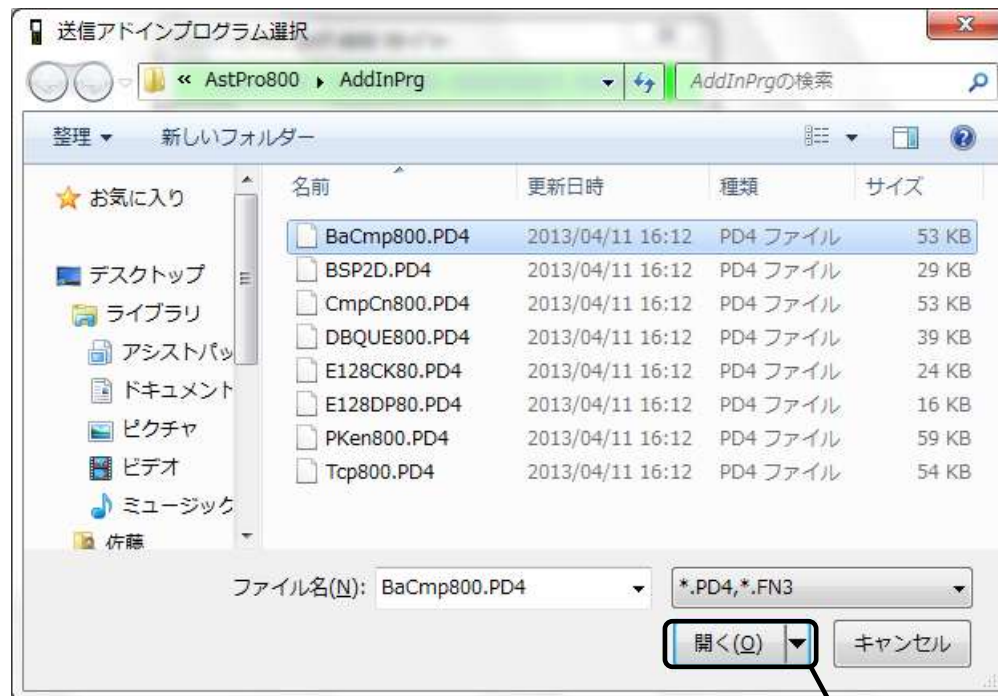 送信アドインプログラム選択
« AstPro800 ▸ AddInPrg
AddInPrgの検索
整理 ▼ 新しいフォルダー
名前 更新日時 種類 サイズ
お気に入り
デスクトップ
ライブラリ
アシストパッ
ドキュメント
ピクチャ
ビデオ
ミュージック
佐藤
BaCmp800.PD4 2013/04/11 16:12 PD4 ファイル 53 KB
BSP2D.PD4 2013/04/11 16:12 PD4 ファイル 29 KB
CmpCn800.PD4 2013/04/11 16:12 PD4 ファイル 53 KB
DBQUE800.PD4 2013/04/11 16:12 PD4 ファイル 39 KB
E128CK80.PD4 2013/04/11 16:12 PD4 ファイル 24 KB
E128DP80.PD4 2013/04/11 16:12 PD4 ファイル 16 KB
PKen800.PD4 2013/04/11 16:12 PD4 ファイル 59 KB
Tcp800.PD4 2013/04/11 16:12 PD4 ファイル 54 KB
ファイル名(N): BaCmp800.PD4 *.PD4,*.FN3
開く(O) キャンセル